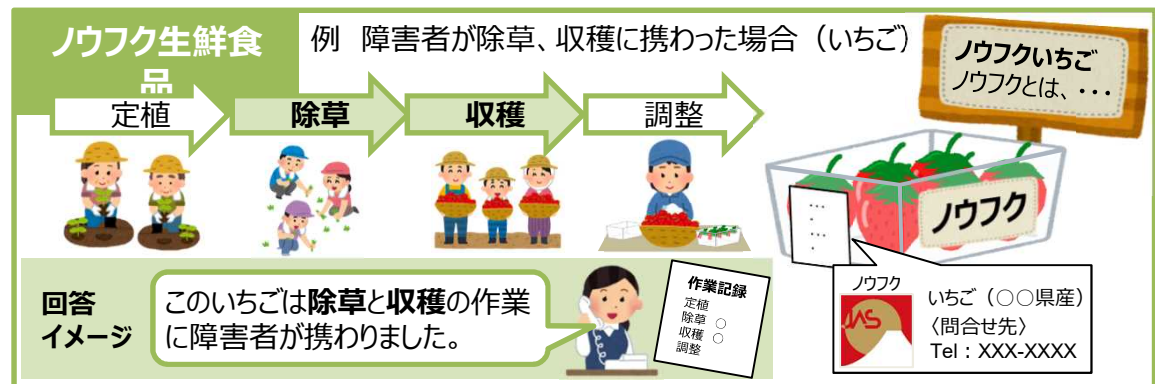 ノウフク生鮮食
品
例 障害者が除草、収穫に携わった場合（いちご）
定植
除草
収穫
調整
ノウフクいちご
ノウフクとは、・・・
ノウフク
回答
イメージ
このいちごは除草と収穫の作業
に障害者が携わりました。
作業記録
定植
除草 ○
収穫 ○
調整
ノウフク
JAS
いちご（○○県産）
〈問合せ先〉
Tel：XXX-XXXX